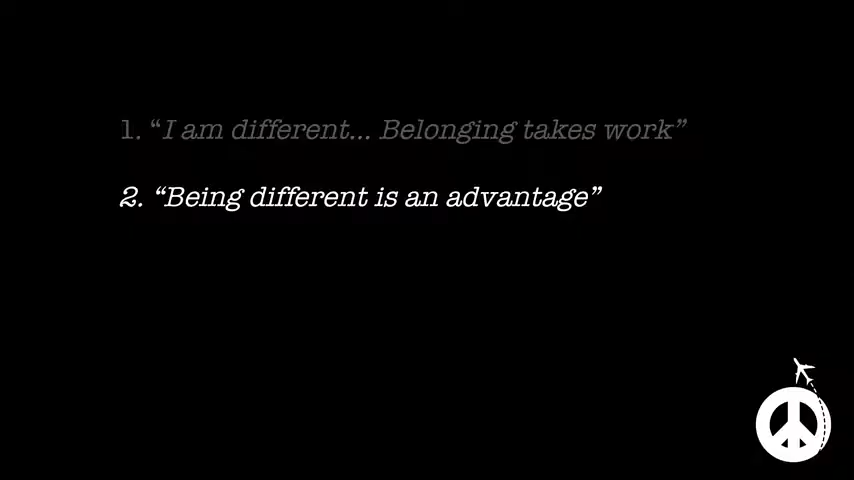 1. “I am different... Belonging takes work”
2. “Being different is an advantage”